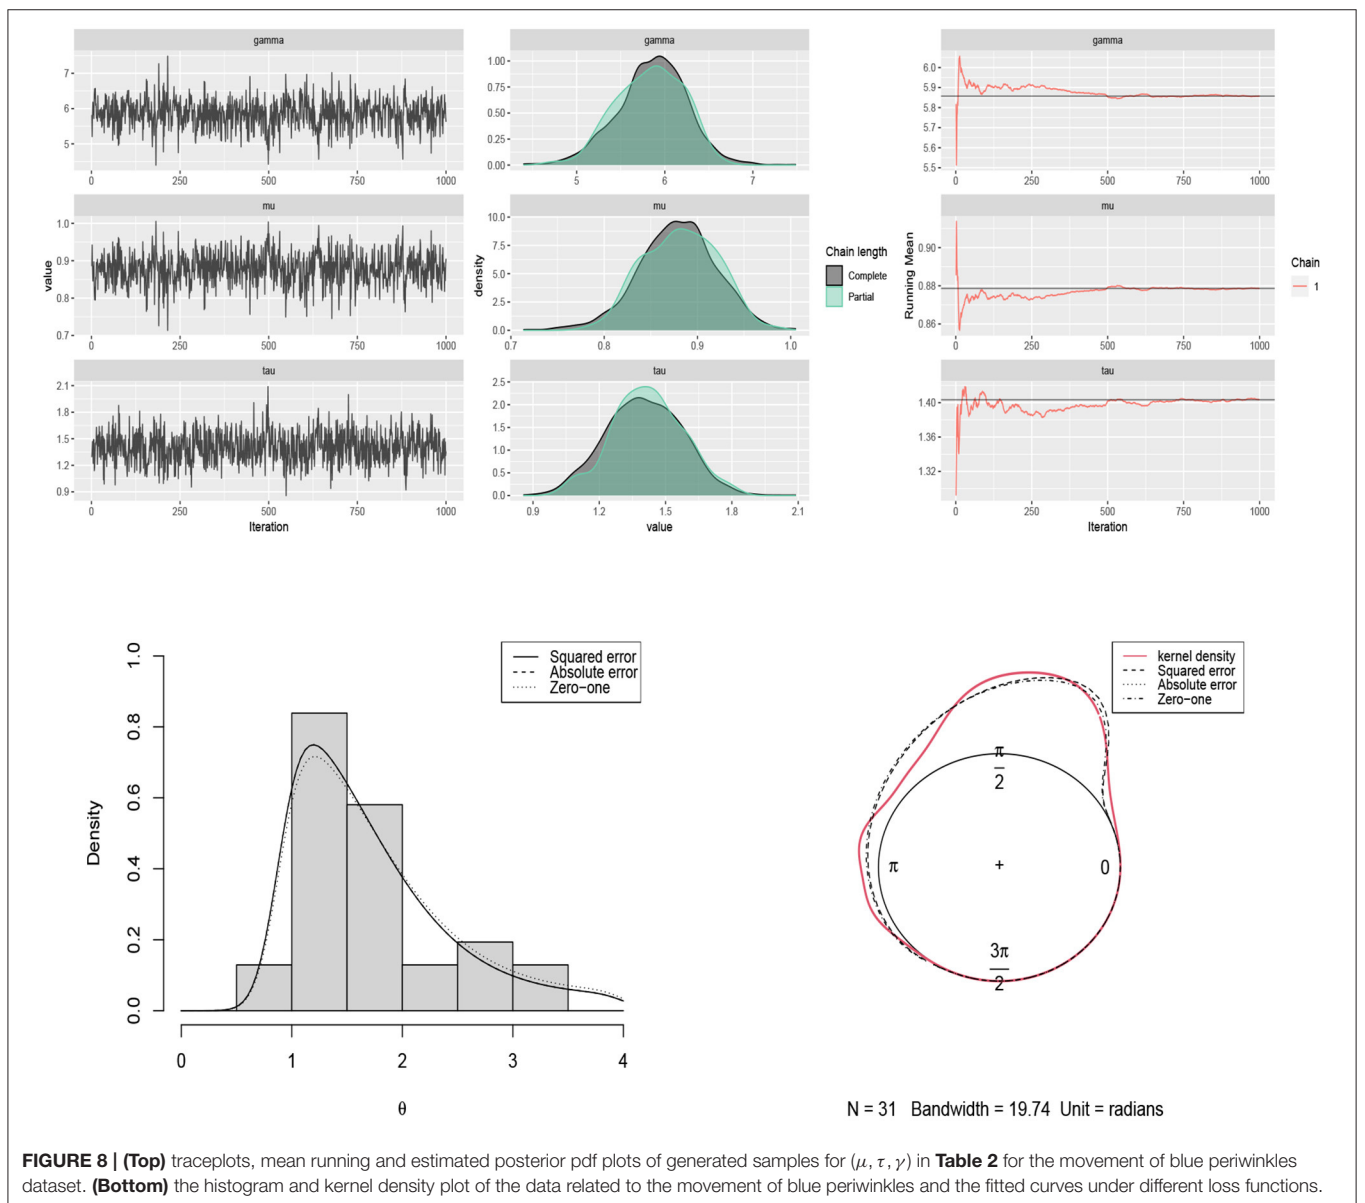 gamma
7
6
5
0
250
500
750
1000
mu
1.0
0.9
0.8
0.7
value
0
250
500
750
1000
tau
2.1
1.8
1.5
1.2
0.9
0
250
500
750
1000
Iteration
gamma
1.00
0.75
0.50
0.25
0.00
5
6
7
mu
10.0
7.5
5.0
2.5
0.0
density
0.7
0.8
0.9
1.0
tau
2.5
2.0
1.5
1.0
0.5
0.0
0.9
1.2
1.5
1.8
2.1
value
Chain length
Complete
Partial
gamma
6.0
5.9
5.8
5.7
5.6
5.5
0
250
500
750
1000
mu
0.90
0.88
0.86
Running Mean
0
250
500
750
1000
tau
1.40
1.36
1.32
0
250
500
750
1000
Iteration
Chain
1
1.0
0.8
0.6
0.4
0.2
0.0
Density
0
1
2
3
4
θ
Squared error
Absolute error
Zero−one
kernel density
Squared error
Absolute error
Zero−one
π
2
π
0
3π
2
N = 31 Bandwidth = 19.74 Unit = radians
FIGURE 8 | (Top) traceplots, mean running and estimated posterior pdf plots of generated samples for (μ, τ, γ) in Table 2 for the movement of blue periwinkles
dataset. (Bottom) the histogram and kernel density plot of the data related to the movement of blue periwinkles and the fitted curves under different loss functions.